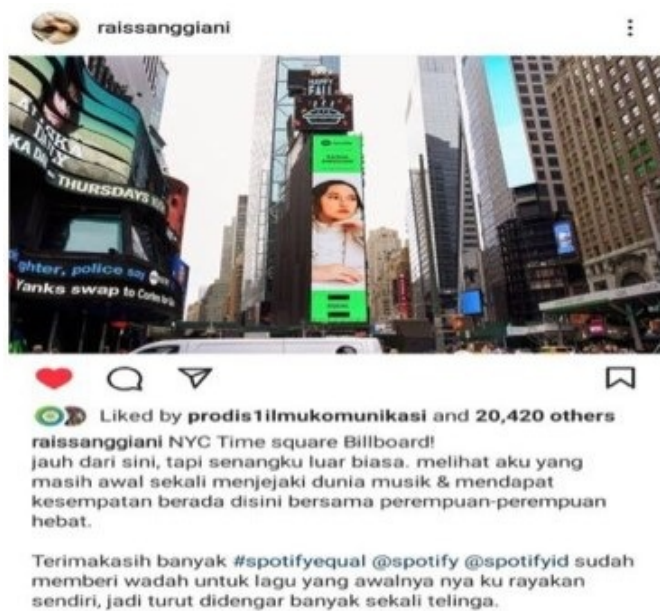 raissanggiani
HAPPY
FALL
ALASKA
THURSDAYS
ghter, police say
Yanks swap to
Liked by prodis1ilmukomunikasi and 20,420 others
raissanggiani NYC Time square Billboard!
jauh dari sini, tapi senangku luar biasa. melihat aku yang
masih awal sekali menjejaki dunia musik & mendapat
kesempatan berada disini bersama perempuan-perempuan
hebat.
Terimakasih banyak #spotifyequal @spotify @spotifyid sudah
memberi wadah untuk lagu yang awalnya nya ku rayakan
sendiri, jadi turut didengar banyak sekali telinga.